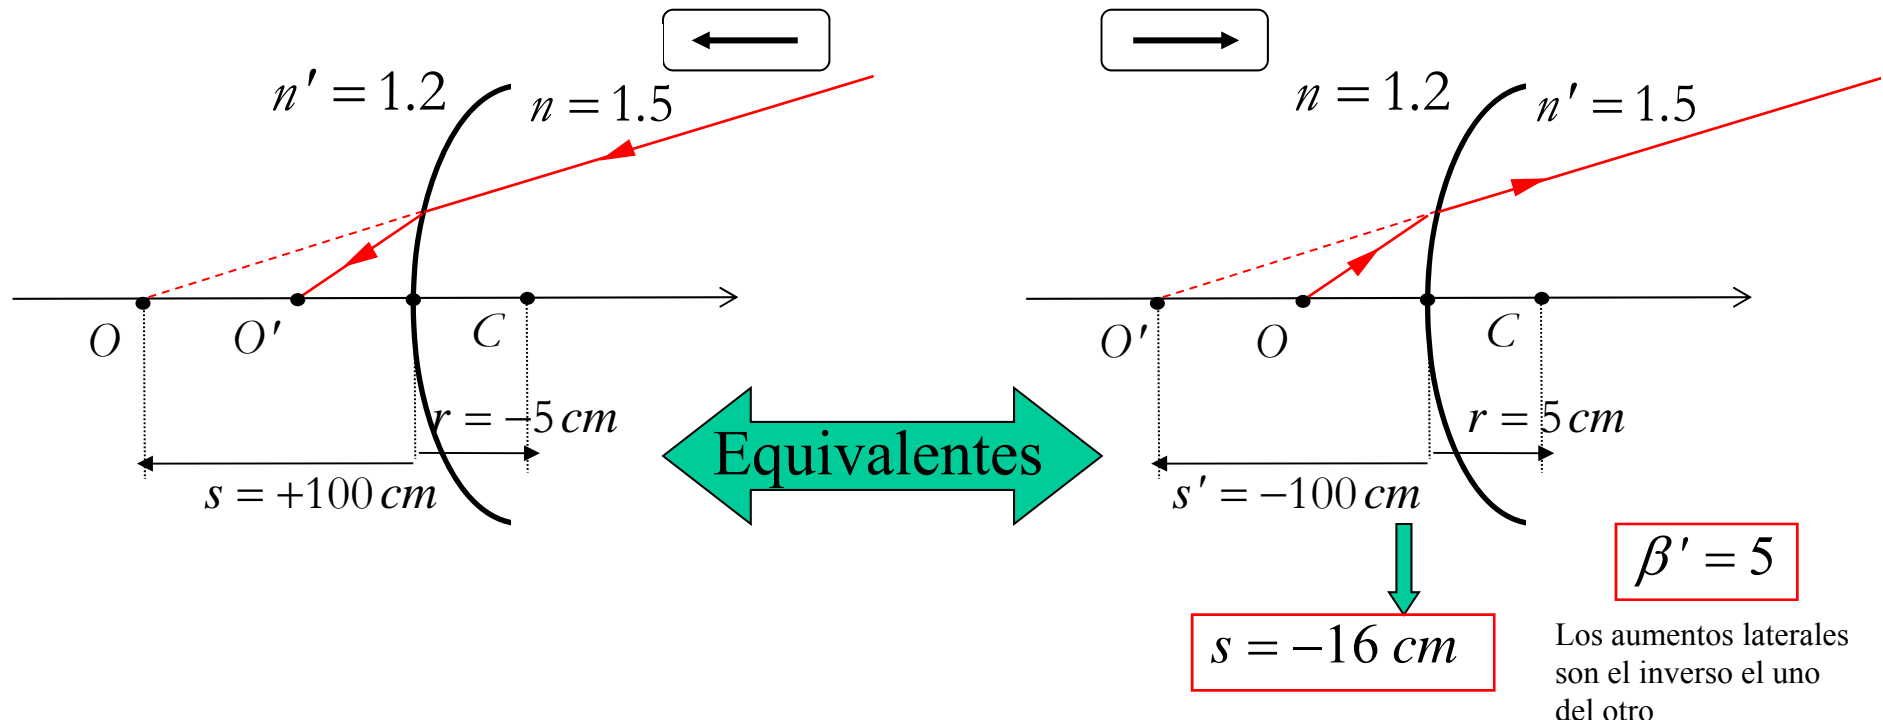 n' = 1.2
n = 1.5
O
O'
C
r = −5 cm
s = +100 cm
Equivalentes
n = 1.2
n' = 1.5
O'
O
C
r = 5 cm
s' = −100 cm
β' = 5
s = −16 cm
Los aumentos laterales
son el inverso el uno
del otro